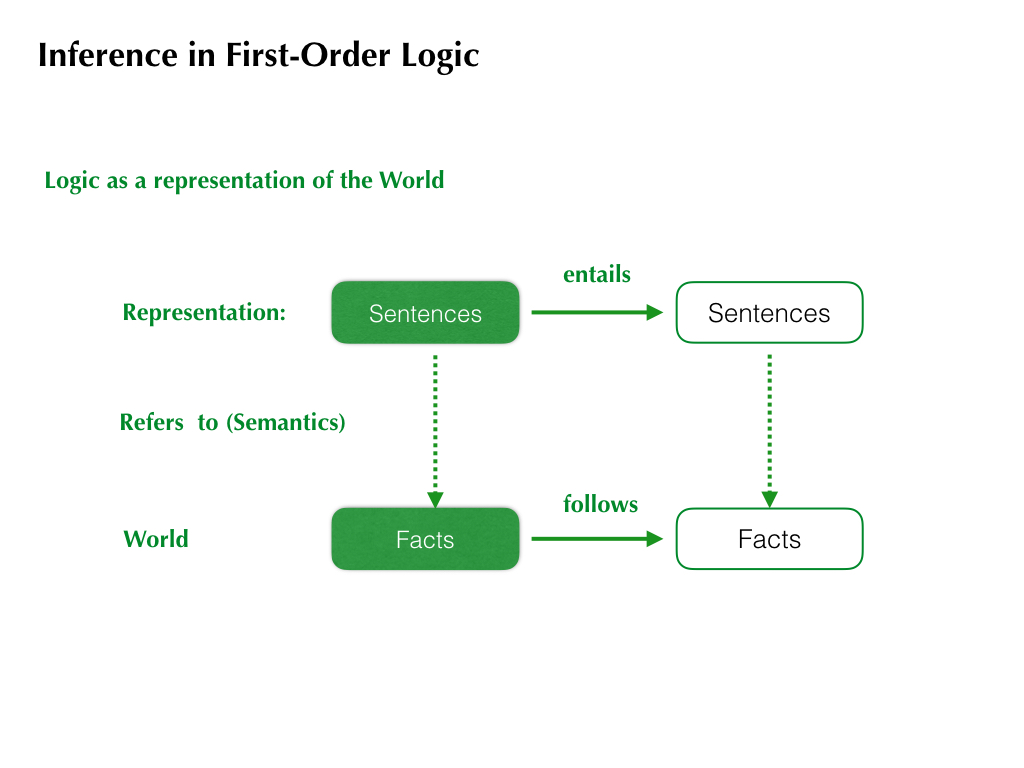 Inference in First-Order Logic
Logic as a representation of the World
entails
Representation:
Sentences
Sentences
Refers  to (Semantics)
follows
World
Facts
Facts